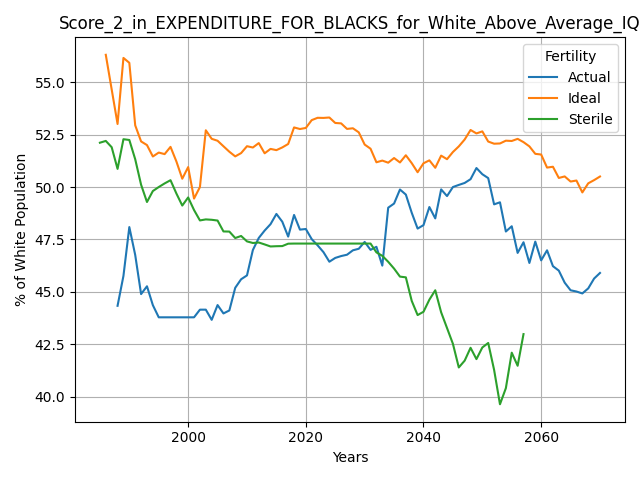 Score_2_in_EXPENDITURE_FOR_BLACKS_for_White_Above_Average_IQ
Fertility
Actual
Ideal
Sterile
% of White Population
55.0
52.5
50.0
47.5
45.0
42.5
40.0
2000
2020
2040
2060
Years